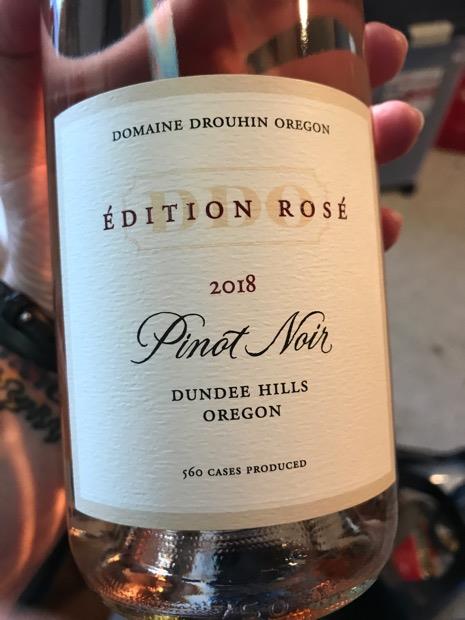 DOMAINE DROUHIN OREGON
DDO
ÉDITION ROSÉ
2018
Pinot Noir
DUNDEE HILLS
OREGON
560 CASES PRODUCED